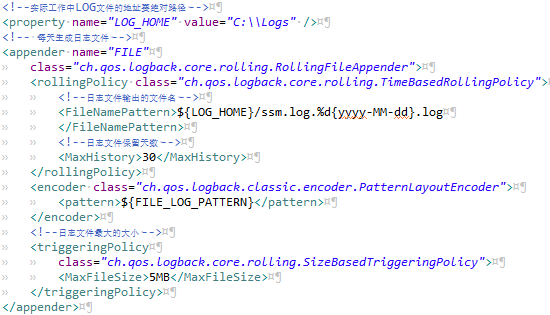 <!--实际工作中LOG文件的地址要绝对路径-->
<property name="LOG_HOME" value="C:\\Logs" />
<!-- 每天生成日志文件 -->
<appender name="FILE"
class="ch.qos.logback.core.rolling.RollingFileAppender">
<rollingPolicy class="ch.qos.logback.core.rolling.TimeBasedRollingPolicy">
<!--日志文件输出的文件名-->
<FileNamePattern>${LOG_HOME}/ssm.log.%d{yyyy-MM-dd}.log
</FileNamePattern>
<!--日志文件保留天数-->
<MaxHistory>30</MaxHistory>
</rollingPolicy>
<encoder class="ch.qos.logback.classic.encoder.PatternLayoutEncoder">
<pattern>${FILE_LOG_PATTERN}</pattern>
</encoder>
<!--日志文件最大的大小-->
<triggeringPolicy
class="ch.qos.logback.core.rolling.SizeBasedTriggeringPolicy">
<MaxFileSize>5MB</MaxFileSize>
</triggeringPolicy>
</appender>